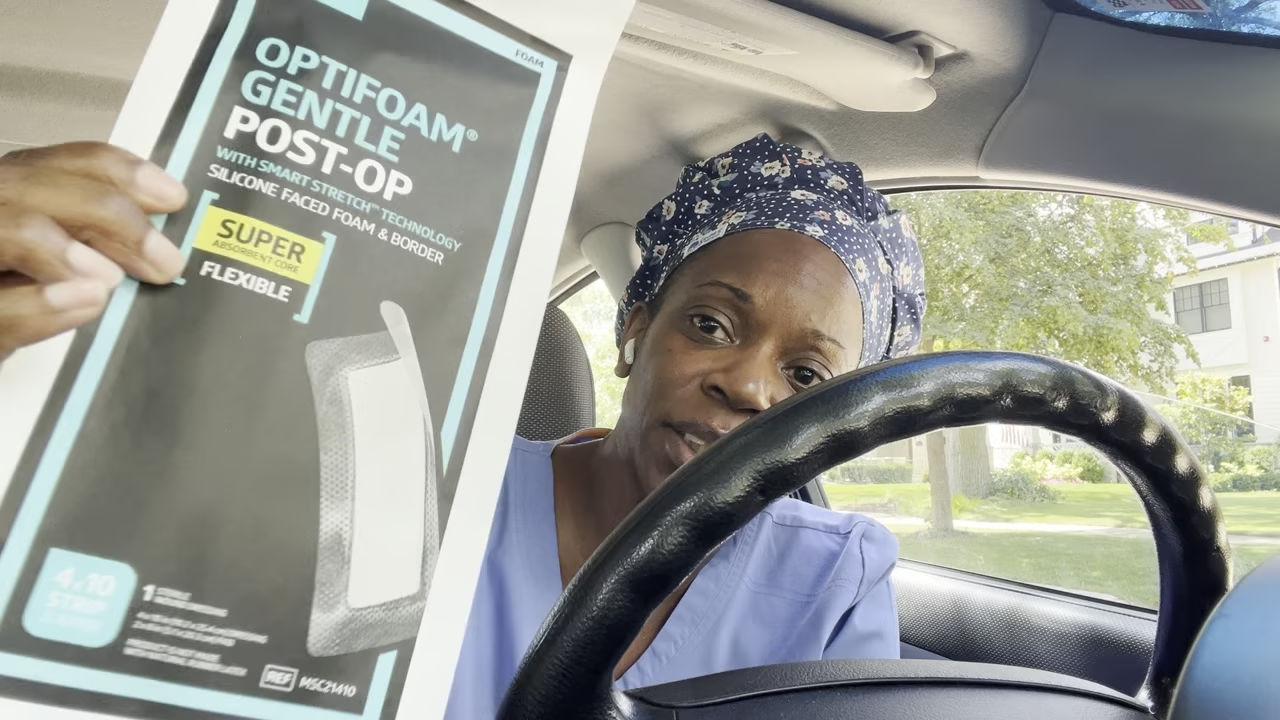 FOAM
OPTIFOAM®
GENTLE
POST-OP
WITH SMART STRETCH™ TECHNOLOGY
SILICONE FACED FOAM & BORDER
SUPER
ABSORBENT CORE
FLEXIBLE
4x10
STRIP
1
REF MSC21410